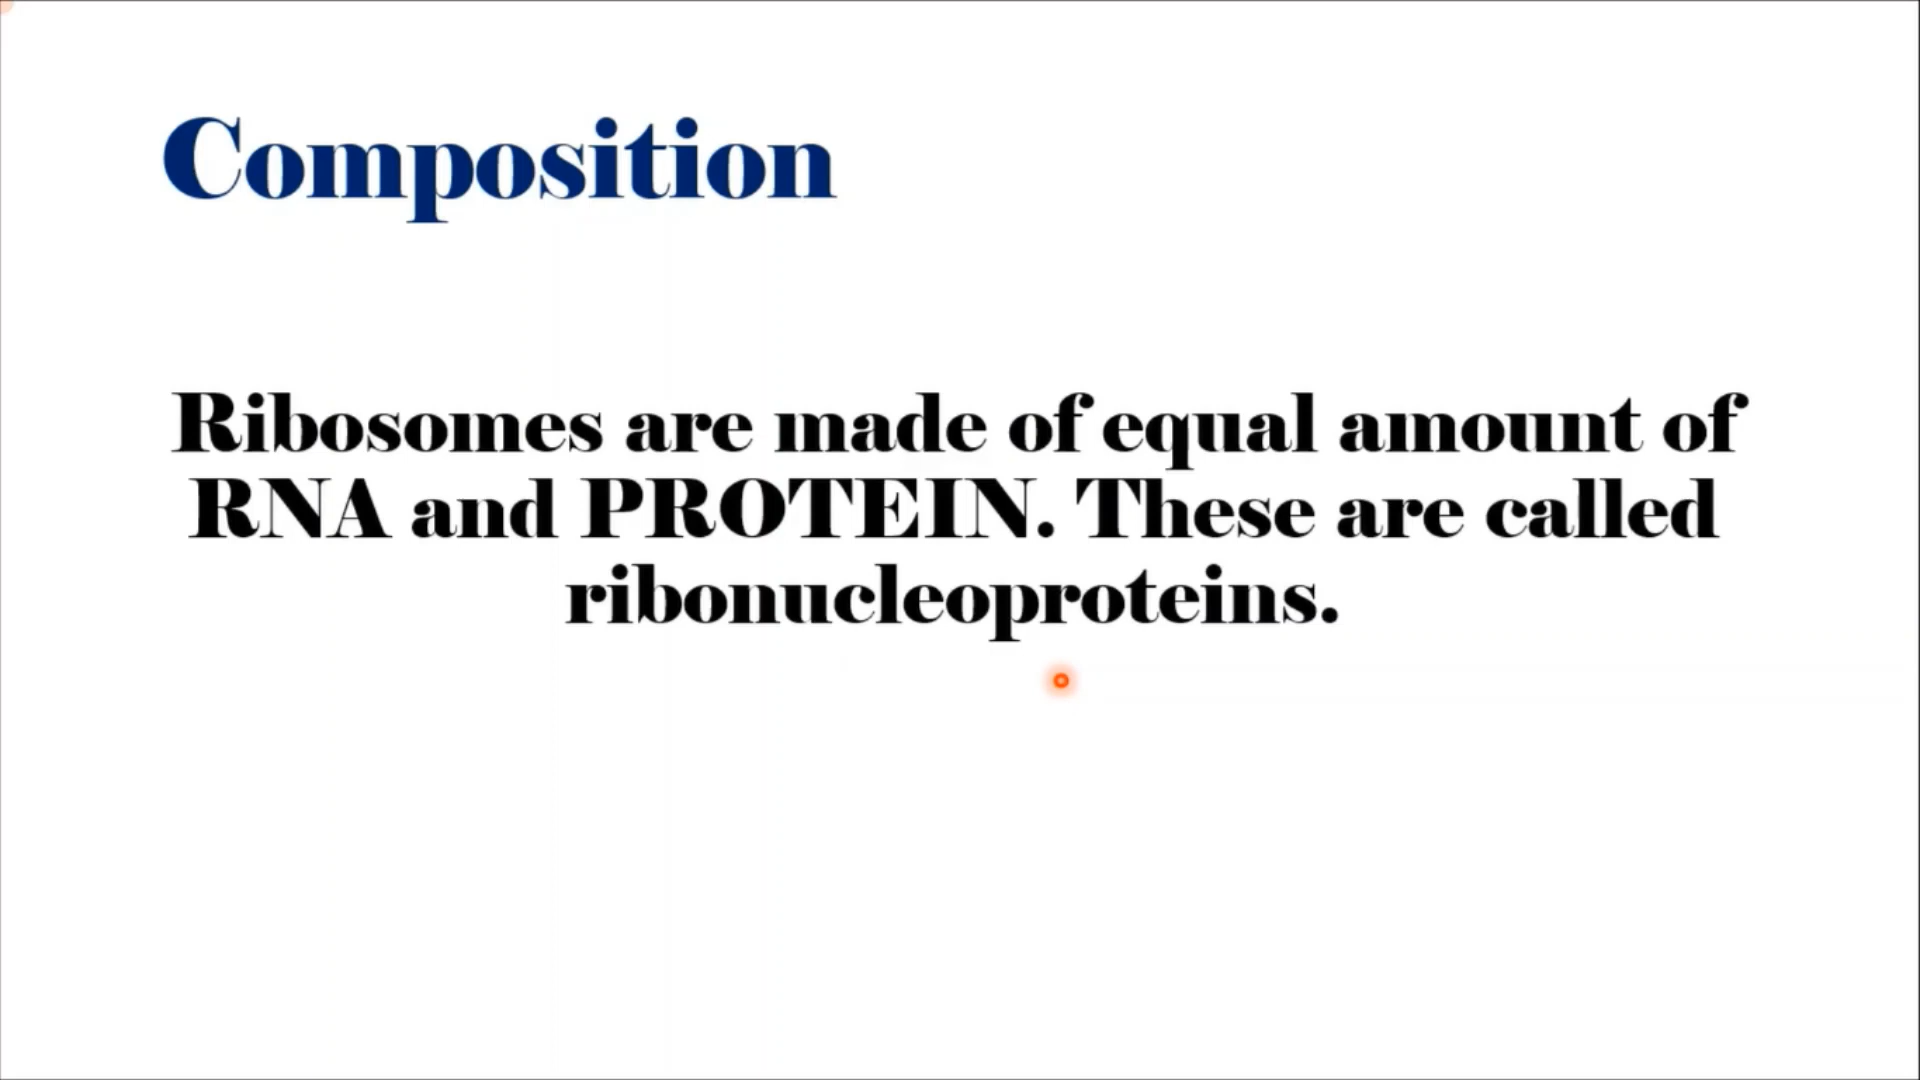 Composition
Ribosomes are made of equal amount of
RNA and PROTEIN. These are called
ribonucleoproteins.